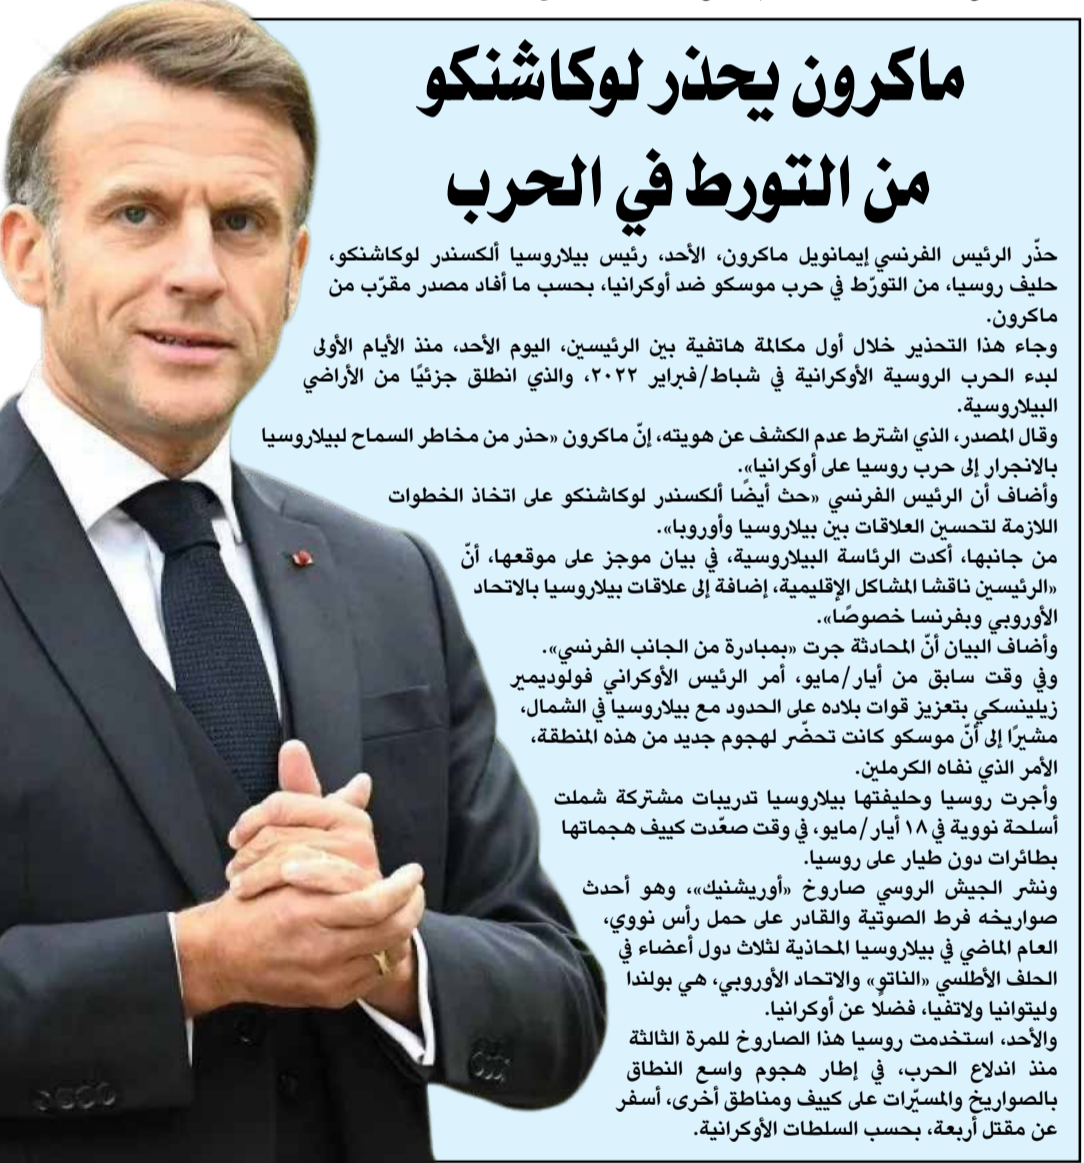 ماكرون يحذر لوكاشنكو
من التورط في الحرب
حذّر الرئيس الفرنسي إيمانويل ماكرون، الأحد، رئيس بيلاروسيا ألكسندر لوكاشنكو،
حليف روسيا، من التورّط في حرب موسكو ضد أوكرانيا، بحسب ما أفاد مصدر مقرّب من
ماكرون.
وجاء هذا التحذير خلال أول مكالمة هاتفية بين الرئيسين، اليوم الأحد، منذ الأيام الأولى
لبدء الحرب الروسية الأوكرانية في شباط/فبراير ٢٠٢٢، والذي انطلق جزئيًا من الأراضي
البيلاروسية.
وقال المصدر، الذي اشترط عدم الكشف عن هويته، إنّ ماكرون «حذر من مخاطر السماح لبيلاروسيا
بالانجرار إلى حرب روسيا على أوكرانيا».
وأضاف أن الرئيس الفرنسي «حث أيضًا ألكسندر لوكاشنكو على اتخاذ الخطوات
اللازمة لتحسين العلاقات بين بيلاروسيا وأوروبا».
من جانبها، أكدت الرئاسة البيلاروسية، في بيان موجز على موقعها، أنّ
«الرئيسين ناقشا المشاكل الإقليمية، إضافة إلى علاقات بيلاروسيا بالاتحاد
الأوروبي وبفرنسا خصوصًا».
وأضاف البيان أنّ المحادثة جرت «بمبادرة من الجانب الفرنسي».
وفي وقت سابق من أيار/مايو، أمر الرئيس الأوكراني فولوديمير
زيلينسكي بتعزيز قوات بلاده على الحدود مع بيلاروسيا في الشمال،
مشيرًا إلى أنّ موسكو كانت تحضّر لهجوم جديد من هذه المنطقة،
الأمر الذي نفاه الكرملين.
وأجرت روسيا وحليفتها بيلاروسيا تدريبات مشتركة شملت
أسلحة نووية في ١٨ أيار/مايو، في وقت صعّدت كييف هجماتها
بطائرات دون طيار على روسيا.
ونشر الجيش الروسي صاروخ «أوريشنيك»، وهو أحدث
صواريخه فرط الصوتية والقادر على حمل رأس نووي،
العام الماضي في بيلاروسيا المحاذية لثلاث دول أعضاء في
الحلف الأطلسي «الناتو» والاتحاد الأوروبي، هي بولندا
وليتوانيا ولاتفيا، فضلًا عن أوكرانيا.
والأحد، استخدمت روسيا هذا الصاروخ للمرة الثالثة
منذ اندلاع الحرب، في إطار هجوم واسع النطاق
بالصواريخ والمسيّرات على كييف ومناطق أخرى، أسفر
عن مقتل أربعة، بحسب السلطات الأوكرانية.